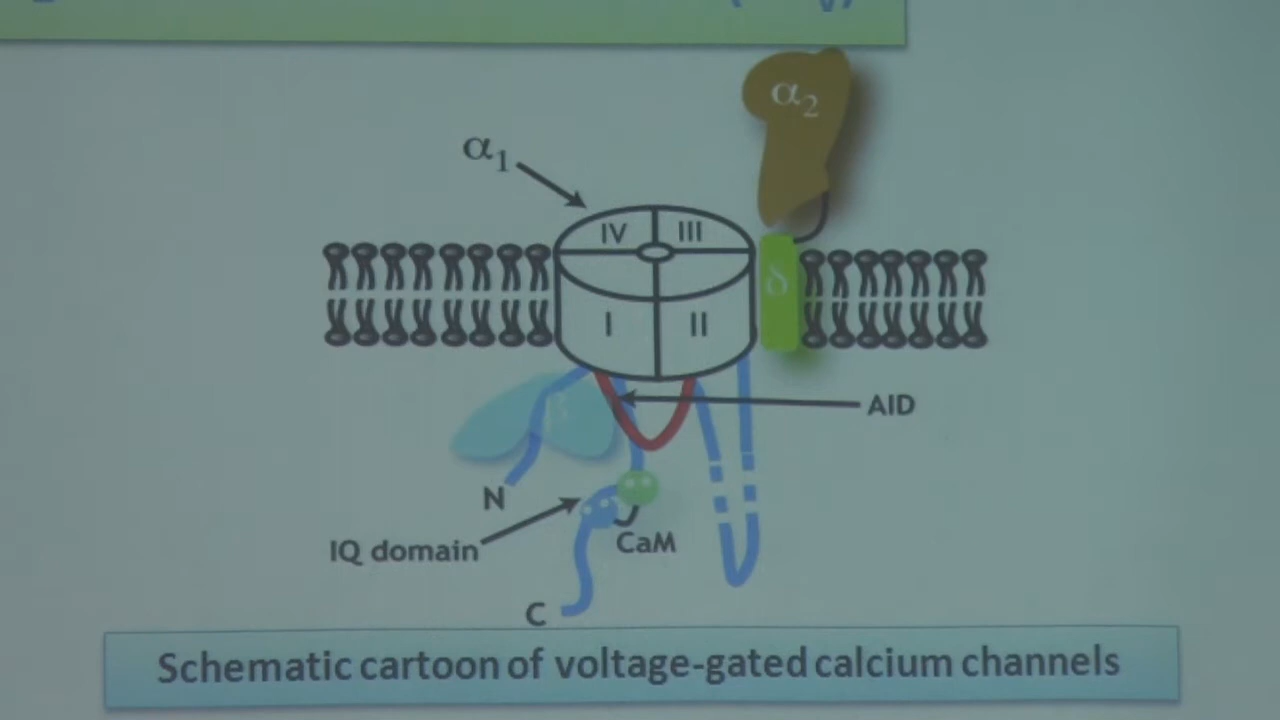 α2
α1
IV III
δ
I II
AID
N
IQ domain
CaM
C
Schematic cartoon of voltage-gated calcium channels